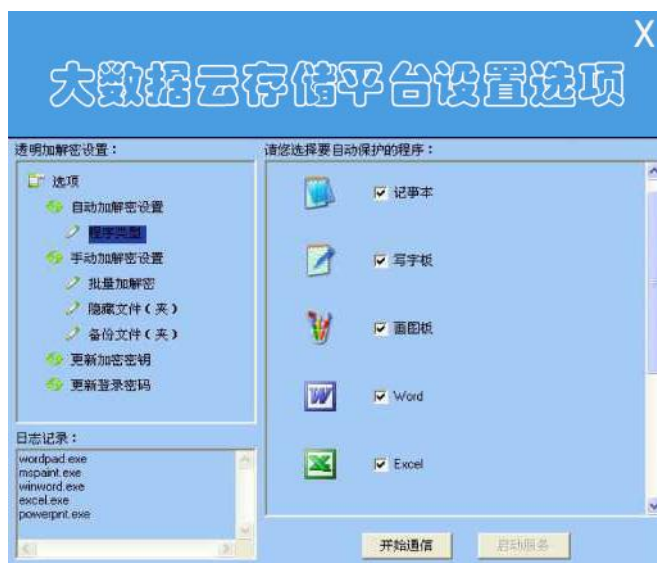 X
大数据云存储平台设置选项
透明加解密设置：
选项
自动加解密设置
程序类型
手动加解密设置
批量加解密
隐藏文件(夹)
备份文件(夹)
更新加密密钥
更新登录密码
日志记录：
wordpad.exe
mspaint.exe
winword.exe
excel.exe
powerpnt.exe
请您选择要自动保护的程序：
记事本
写字板
画图板
Word
Excel
开始通信
启动服务